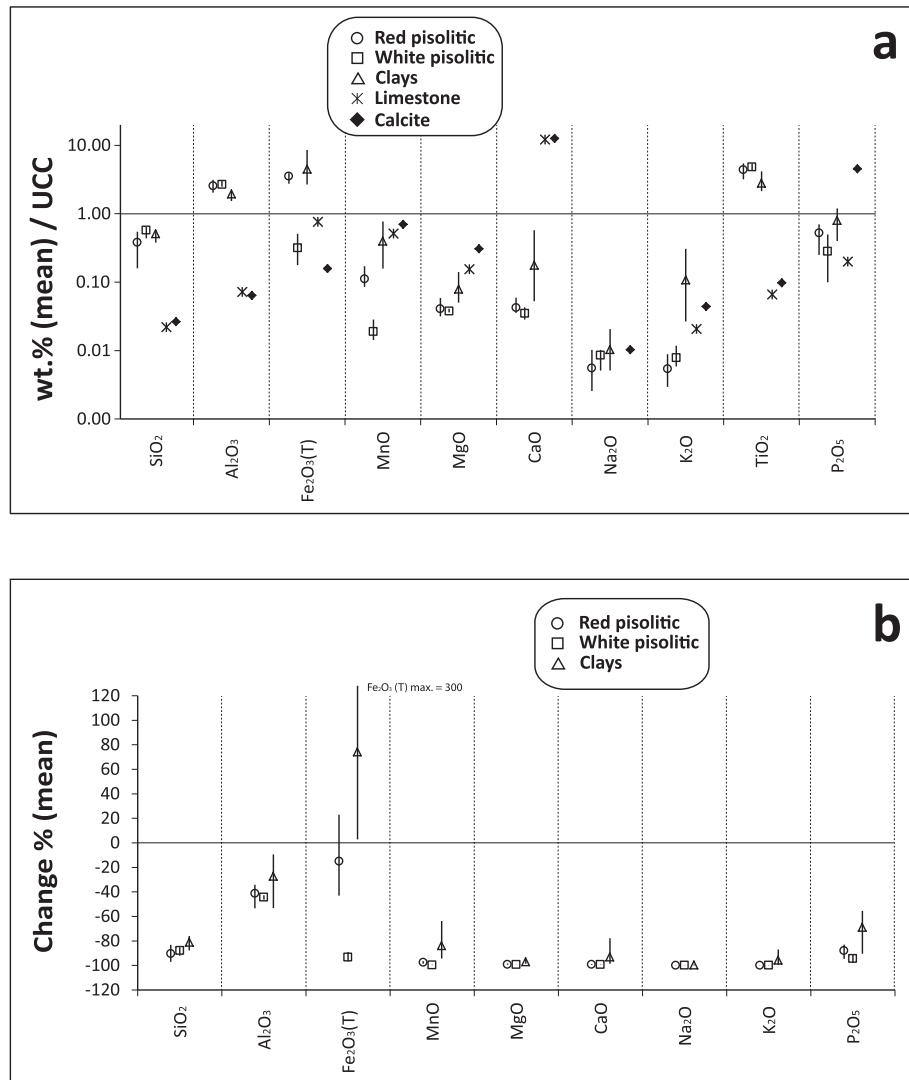 a
Red pisolitic
White pisolitic
Clays
Limestone
Calcite
wt.% (mean) / UCC
10.00
1.00
0.10
0.01
0.00
SiO₂
Al₂O₃
Fe₂O₃(T)
MnO
MgO
CaO
Na₂O
K₂O
TiO₂
P₂O₅
b
Red pisolitic
White pisolitic
Clays
Fe₂O₃ (T) max. = 300
Change % (mean)
120
100
80
60
40
20
0
-20
-40
-60
-80
-100
-120
SiO₂
Al₂O₃
Fe₂O₃(T)
MnO
MgO
CaO
Na₂O
K₂O
P₂O₅